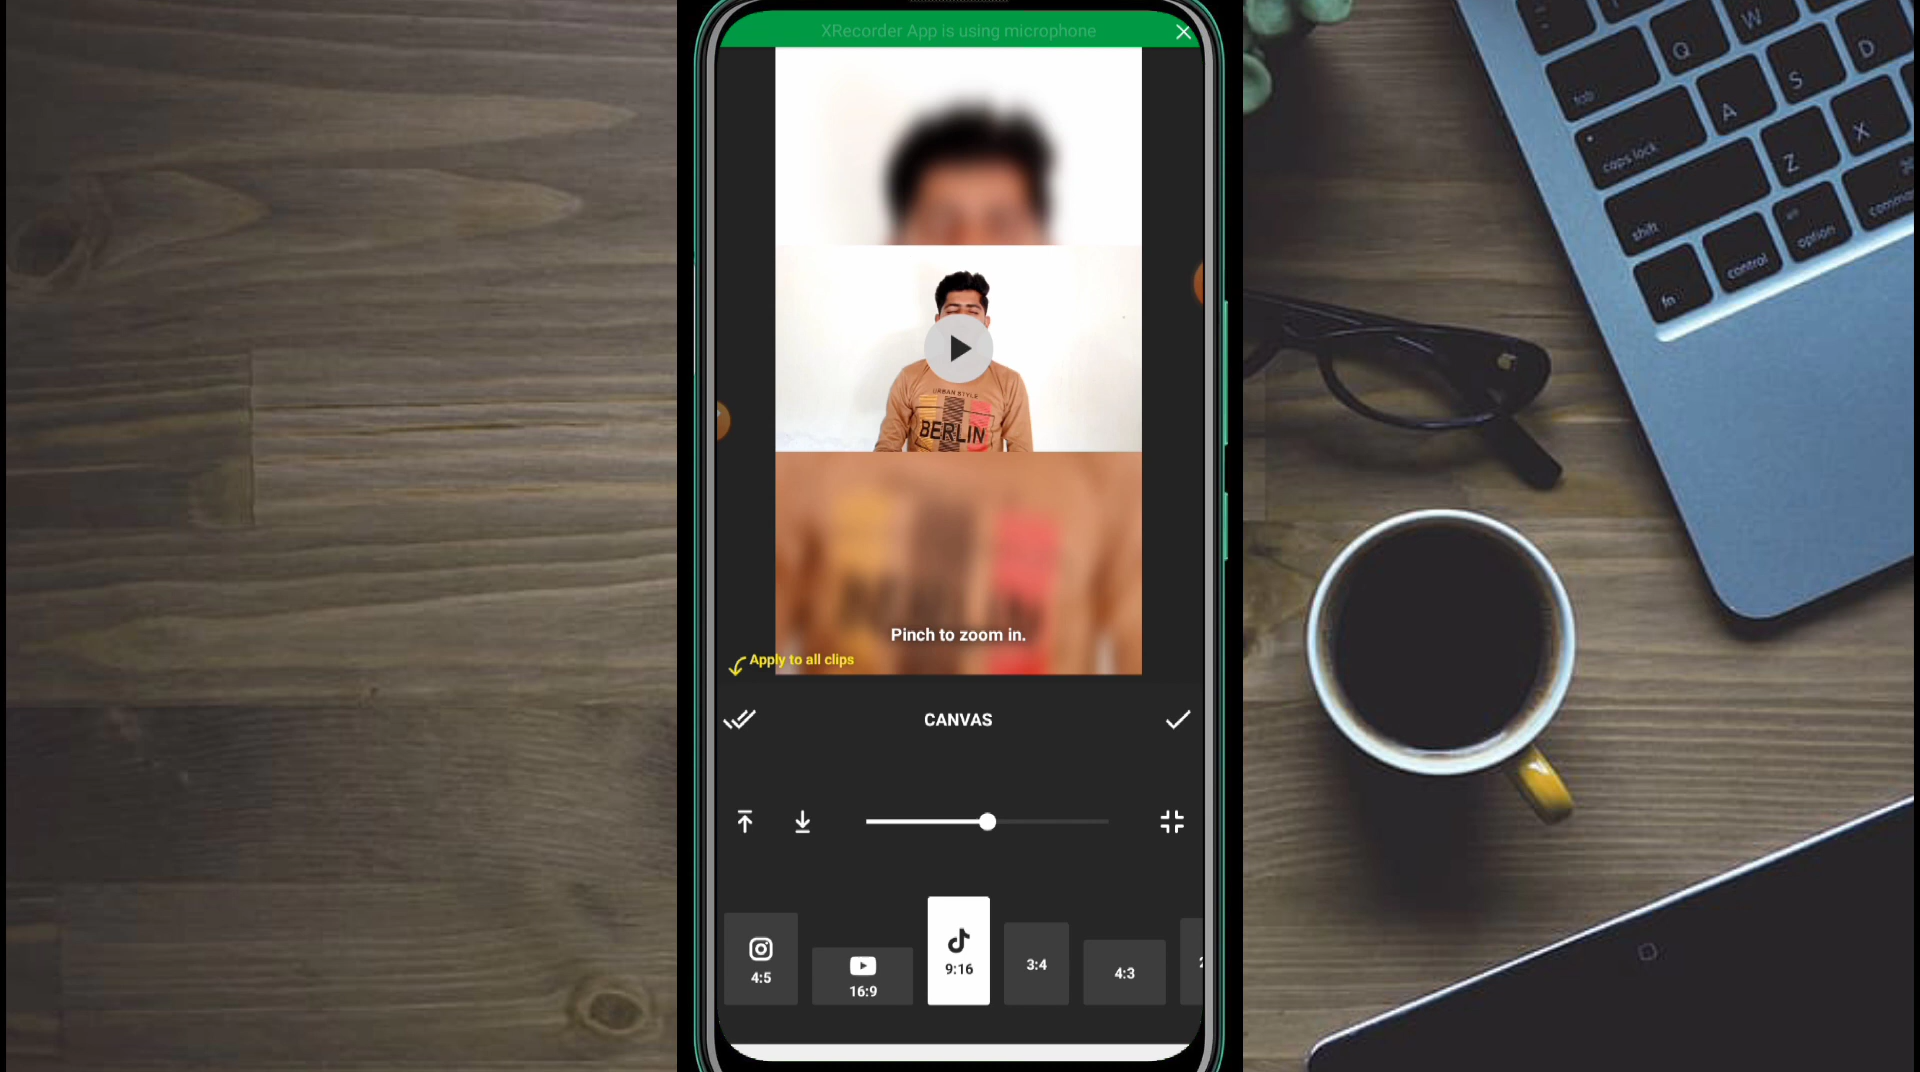 XRecorder App is using microphone
URBAN STYLE
BERLIN
Pinch to zoom in.
Apply to all clips
CANVAS
4:5
16:9
9:16
3:4
4:3
Q
W
tab
A
S
D
caps lock
Z
X
shift
fn
control
option